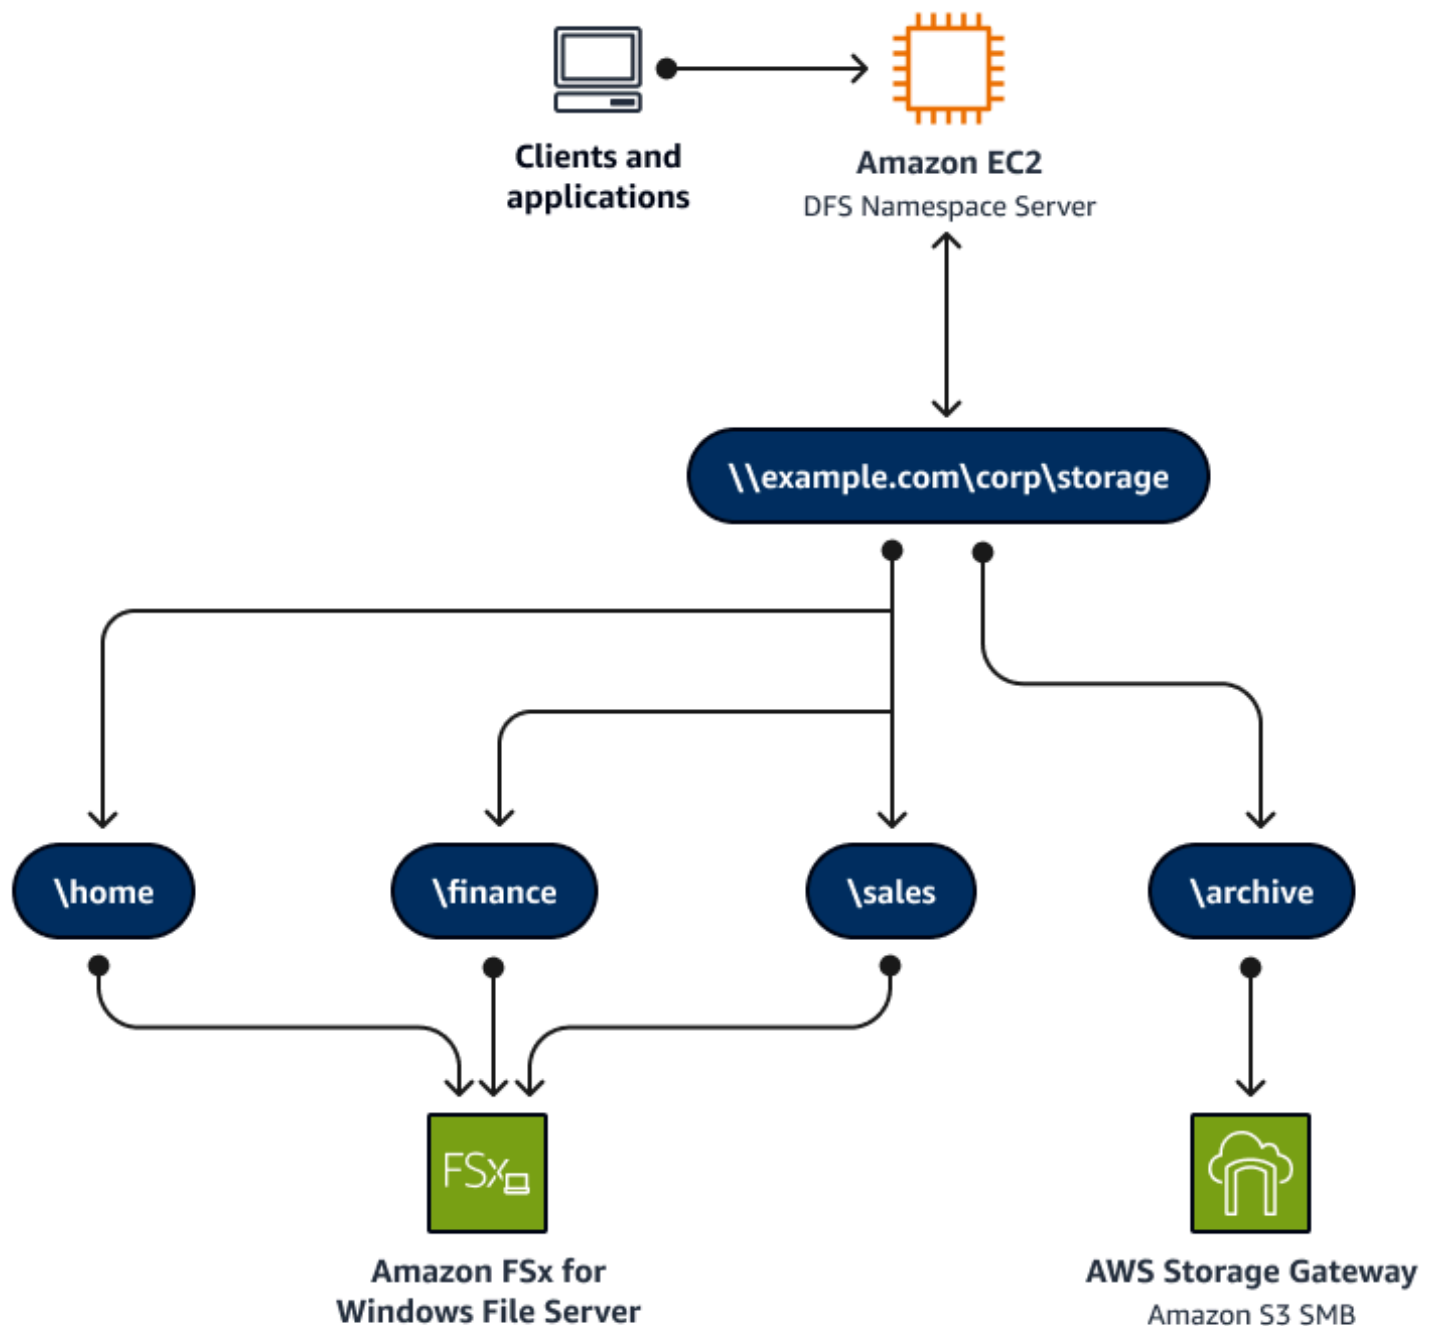 Clients and
applications
Amazon EC2
DFS Namespace Server
\\example.com\corp\storage
\home
\finance
\sales
\archive
FSx
Amazon FSx for
Windows File Server
AWS Storage Gateway
Amazon S3 SMB